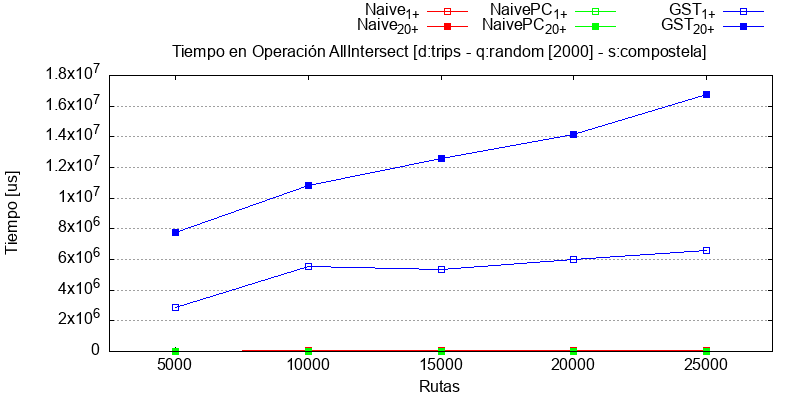 Naive1+ NaivePC1+ GST1+
Naive20+ NaivePC20+ GST20+
Tiempo en Operación AllIntersect [d:trips - q:random [2000] - s:compostela]
1.8x10^7
1.6x10^7
1.4x10^7
1.2x10^7
1x10^7
8x10^6
6x10^6
4x10^6
2x10^6
0
Tiempo [us]
5000 10000 15000 20000 25000
Rutas